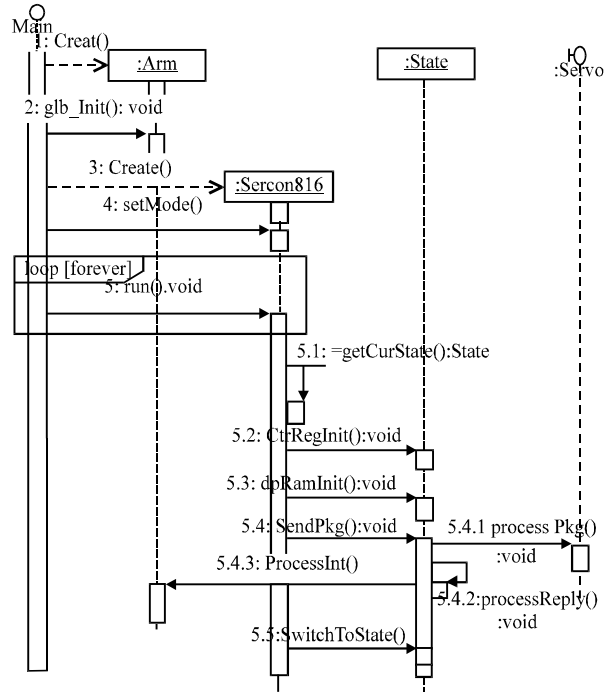 Main
1: Creat()
:Arm
:State
:Servo
2: glb_Init(): void
3: Create()
:Sercon816
4: setMode()
loop [forever]
5: run().void
5.1: =getCurState():State
5.2: CtrRegInit():void
5.3: dpRamInit():void
5.4: SendPkg():void
5.4.1 process Pkg()
:void
5.4.3: ProcessInt()
5.4.2:processReply()
:void
5.5:SwitchToState()